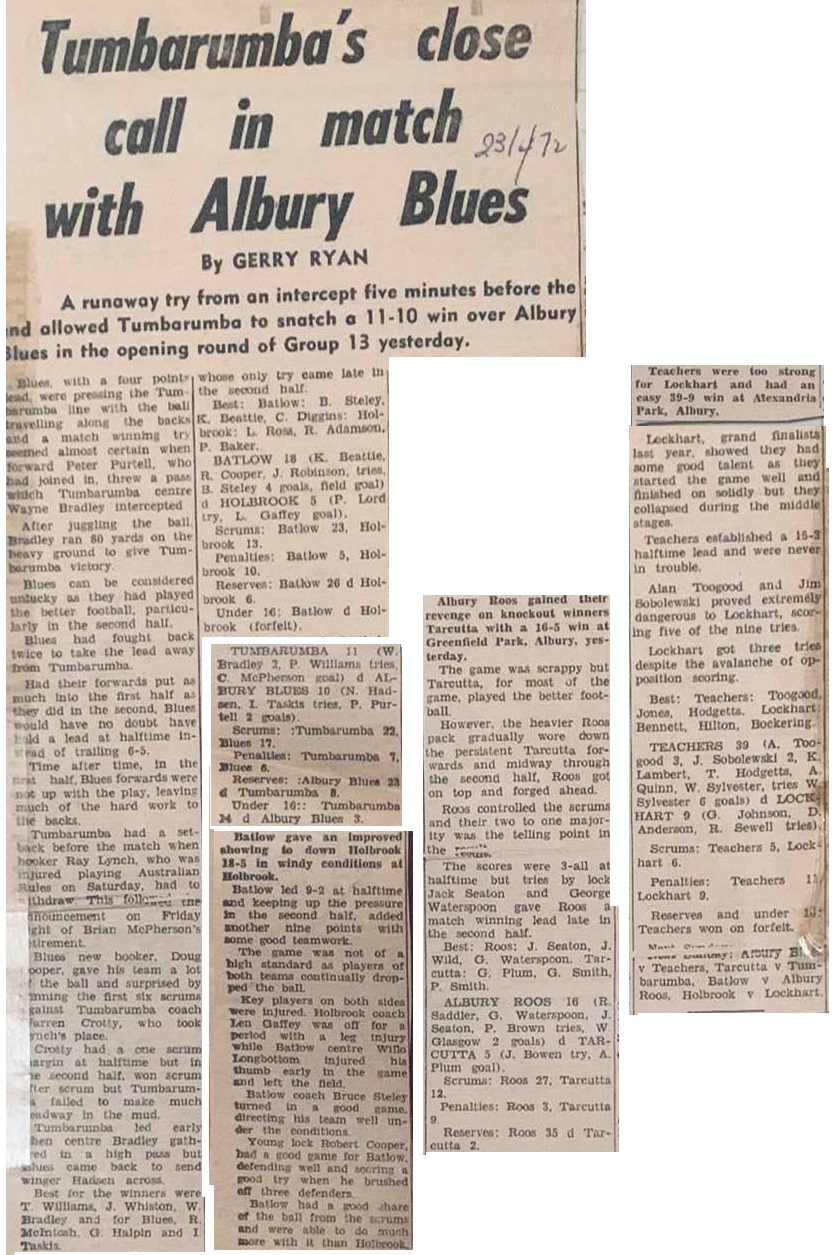 Tumbarumba's close
call in match
23/4/72
with Albury Blues
By GERRY RYAN
A runaway try from an intercept five minutes before the
nd allowed Tumbarumba to snatch a 11-10 win over Albury
Blues in the opening round of Group 13 yesterday.
Blues, with a four point
ead, were pressing the Tum-
barumba line with the ball
travelling along the backs
and a match winning try
seemed almost certain when
forward Peter Purtell, who
had joined in, threw a pass
which Tumbarumba centre
Wayne Bradley intercepted
After juggling the ball,
Bradley ran 80 yards on the
heavy ground to give Tum-
barumba victory.
Blues can be considered
unlucky as they had played
the better football, particu-
larly in the second half.
Blues had fought back
twice to take the lead away
from Tumbarumba.
Had their forwards put as
much into the first half as
they did in the second, Blues
would have no doubt have
held a lead at halftime in-
stead of trailing 6-5.
Time after time, in the
first half, Blues forwards were
not up with the play, leaving
much of the hard work to
the backs.
Tumbarumba had a set-
back before the match when
hooker Ray Lynch, who was
injured playing Australian
Rules on Saturday, had to
ithdraw This followed the
nnouncement on Friday
ight of Brian McPherson's
etirement.
Blues new hooker, Doug
ooper, gave his team a lot
f the ball and surprised by
inning the first six scrums
gainst Tumbarumba coach
arren Crotty, who took
ynch's place.
Crotty had a one scrum
argin at halftime but in
he second half, won scrum
fter scrum but Tumbarum-
a failed to make much
eadway in the mud.
Tumbarumba led early
hen centre Bradley gath-
red in a high pass but
Blues came back to send
winger Hadsen across.
Best for the winners were
T. Williams, J. Whiston, W.
Bradley and for Blues, R.
McIntosh, G. Halpin and I.
Taskis.
whose only try came late in
the second half.
Best: Batlow: B. Steley,
K. Beattie, C. Diggins: Hol-
brook: L. Ross, R. Adamson,
P. Baker.
BATLOW 18 (K. Beattie,
R. Cooper, J. Robinson, tries,
B. Steley 4 goals, field goal)
d HOLBROOK 5 (P. Lord
try, L. Gaffey goal).
Scrums: Batlow 23, Hol-
brook 13.
Penalties: Batlow 5, Hol-
brook 10.
Reserves: Batlow 26 d Hol-
brook 6.
Under 16: Batlow d Hol-
brook (forfeit).
TUMBARUMBA 11 (W.
Bradley 2, P. Williams tries,
C. McPherson goal) d AL-
BURY BLUES 10 (N. Had-
sen, I. Taskis tries, P. Pur-
tell 2 goals).
Scrums: :Tumbarumba 22,
Blues 17.
Penalties: Tumbarumba 7,
Blues 6.
Reserves: :Albury Blues 23
d Tumbarumba 8.
Under 16:: Tumbarumba
14 d Albury Blues 3.
Batlow gave an improved
showing to down Holbrook
18-5 in windy conditions at
Holbrook.
Batlow led 9-2 at halftime
and keeping up the pressure
in the second half, added
another nine points with
some good teamwork.
The game was not of a
high standard as players of
both teams continually drop-
ped the ball.
Key players on both sides
were injured. Holbrook coach
Len Gaffey was off for a
period with a leg injury
while Batlow centre
Longbottom injured his
thumb early in the game
and left the field.
Batlow coach Bruce Steley
turned in a good game,
directing his team well un-
der the conditions.
Young lock Robert Cooper,
had a good game for Batlow,
defending well and scoring a
good try when he brushed
off three defenders.
Batlow had a good share
of the ball from the scrums
and were able to do much
more with it than Holbrook,
Albury Roos gained their
revenge on knockout winners
Tarcutta with a 16-5 win at
Greenfield Park, Albury, yes-
terday.
The game was scrappy but
Tarcutta, for most of the
game, played the better foot-
ball.
However, the heavier Roos
pack gradually wore down
the persistent Tarcutta for-
wards and midway through
the second half, Roos got
on top and forged ahead.
Roos controlled the scrums
and their two to one major-
ity was the telling point in
the
The scores were 3-all at
halftime but tries by lock
Jack Seaton and George
Waterspoon gave Roos a
match winning lead late in
the second half.
Best: Roos: J. Seaton, J.
Wild, G. Waterspoon. Tar-
cutta: G. Plum, G. Smith,
P. Smith.
ALBURY ROOS 16 (R.
Saddler, G. Waterspoon, J.
Seaton, P. Brown tries, W
Glasgow 2 goals) d TAR-
CUTTA 5 (J. Bowen try, A.
Plum goal).
Scrums: Roos 27, Tarcutta
12.
Penalties: Roos 3, Tarcutta
9
Reserves: Roos 35 d Tar-
cutta 2.
Teachers were too strong
for Lockhart and had an
easy 39-9 win at Alexandria
Park, Albury.
Lockhart, grand finalists
last year, showed they had
some good talent as they
started the game well and
finished on solidly but they
collapsed during the middle
stages.
Teachers established a 15-3
halftime lead and were never
in trouble.
Alan Toogood and Jim
Sobolewski proved extremely
dangerous to Lockhart, scor-
ing five of the nine tries.
Lockhart got three tries
despite the avalanche of op-
position scoring.
Best: Teachers: Toogood,
Jones, Hodgetts, Lockhart:
Bennett, Hilton, Bockering.
TEACHERS 39 (A. Too-
good 3, J. Sobolewski 2, K.
Lambert, T. Hodgetts, A.
Quinn, W. Sylvester, tries W
Sylvester 6 goals) d LOCK-
HART 9 (G. Johnson, D.
Anderson, R. Sewell tries).
Scrums: Teachers 5, Lock-
hart 6.
Penalties: Teachers
Lockhart 9.
Reserves and under
Teachers won on forfeit.
Albury
v Teachers, Tarcutta v Tum-
barumba, Batlow v Albury
Roos, Holbrook v Lockhart.